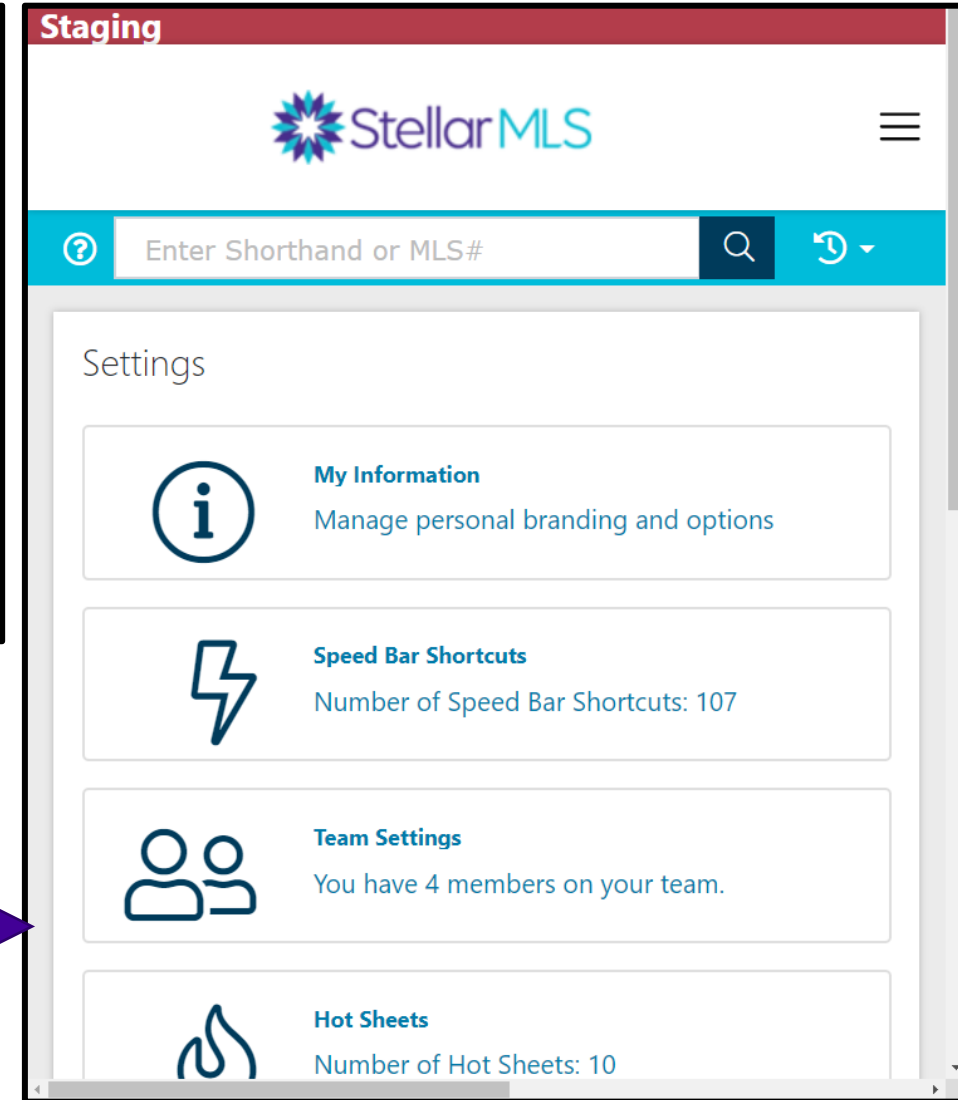 Staging
Stellar MLS
Enter Shorthand or MLS#
Settings
My Information
Manage personal branding and options
Speed Bar Shortcuts
Number of Speed Bar Shortcuts: 107
Team Settings
You have 4 members on your team.
Hot Sheets
Number of Hot Sheets: 10